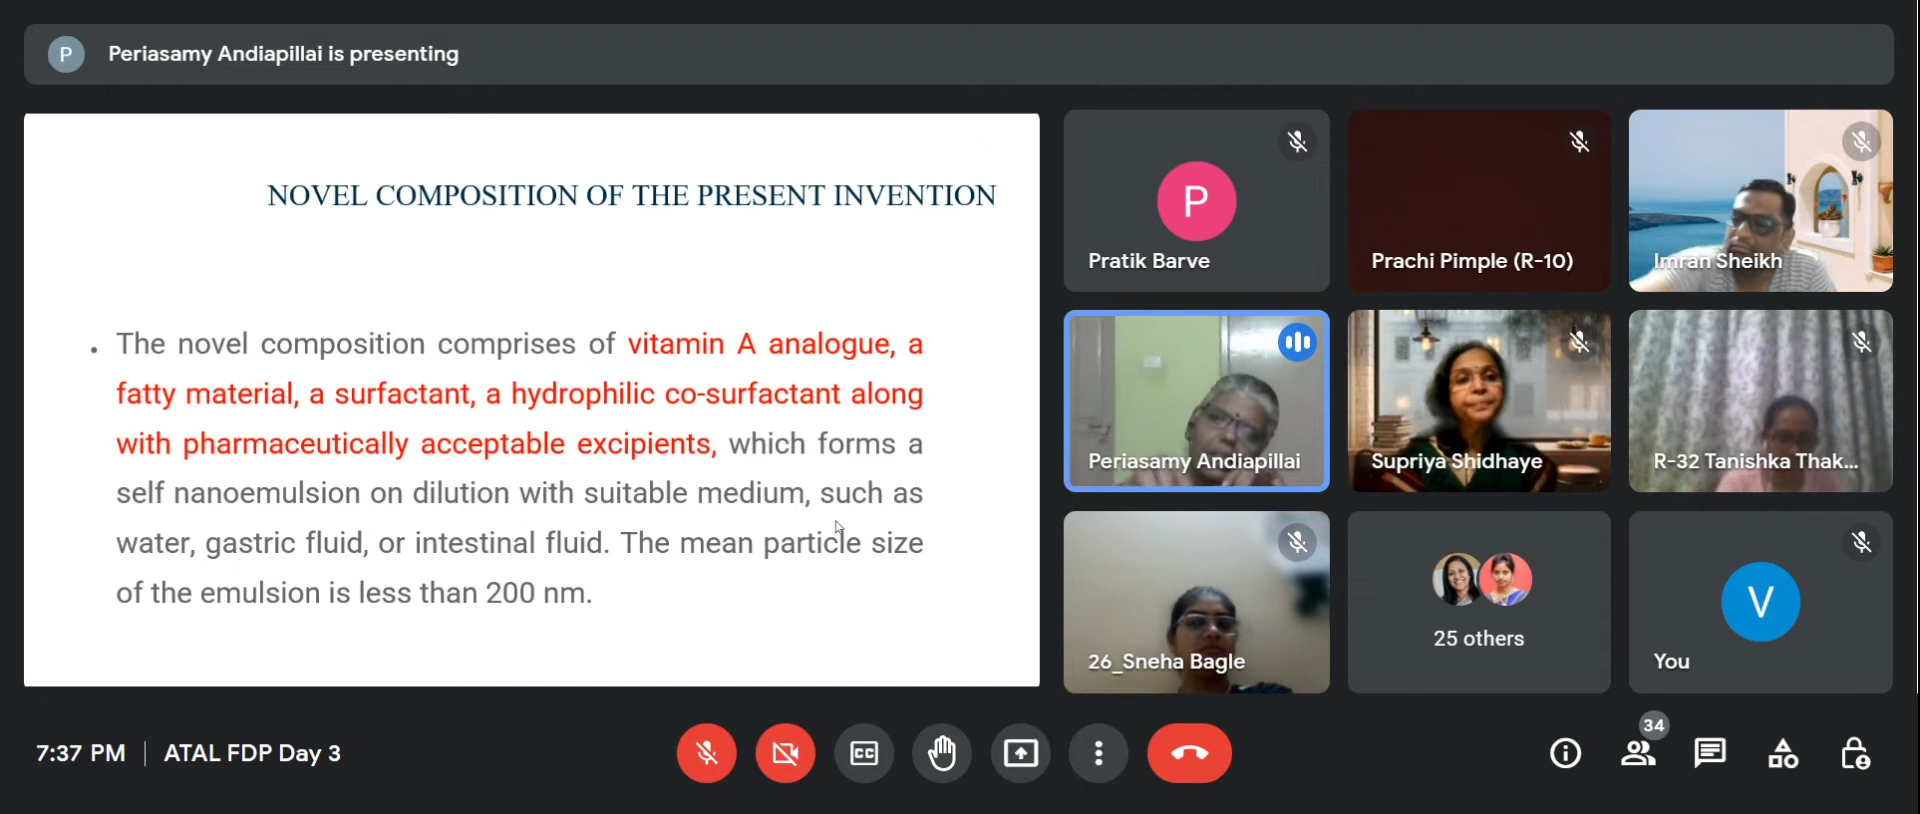 P
Periasamy Andiapillai is presenting
NOVEL COMPOSITION OF THE PRESENT INVENTION
. The novel composition comprises of vitamin A analogue, a
fatty material, a surfactant, a hydrophilic co-surfactant along
with pharmaceutically acceptable excipients, which forms a
self nanoemulsion on dilution with suitable medium, such as
water, gastric fluid, or intestinal fluid. The mean particle size
of the emulsion is less than 200 nm.
P
Pratik Barve
Prachi Pimple (R-10)
Imran Sheikh
Periasamy Andiapillai
Supriya Shidhaye
R-32 Tanishka Thak...
26_Sneha Bagle
25 others
V
You
7:37 PM | ATAL FDP Day 3
CC
34